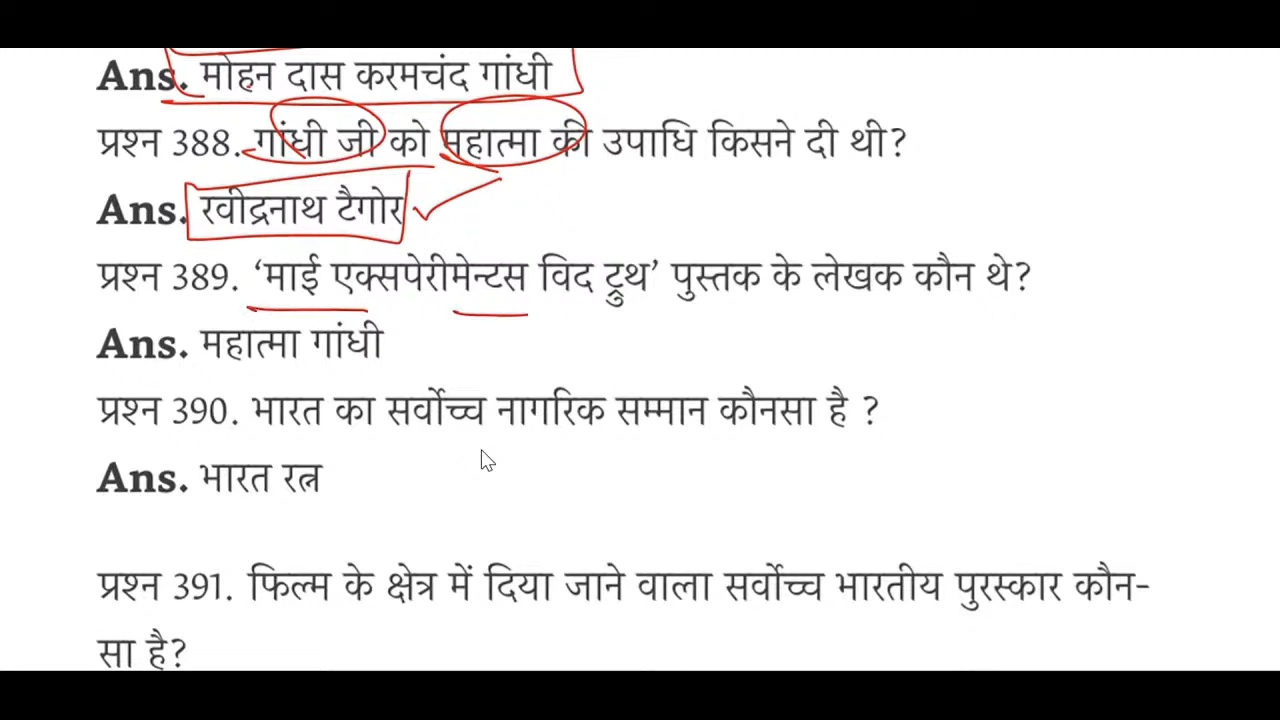 Ans. मोहन दास करमचंद गांधी
प्रश्न 388. गांधी जी को महात्मा की उपाधि किसने दी थी?
Ans. रवीद्रनाथ टैगोर
प्रश्न 389. ‘माई एक्सपेरीमेन्टस विद ट्रुथ’ पुस्तक के लेखक कौन थे?
Ans. महात्मा गांधी
प्रश्न 390. भारत का सर्वोच्च नागरिक सम्मान कौनसा है ?
Ans. भारत रत्न
प्रश्न 391. फिल्म के क्षेत्र में दिया जाने वाला सर्वोच्च भारतीय पुरस्कार कौन-
सा है?